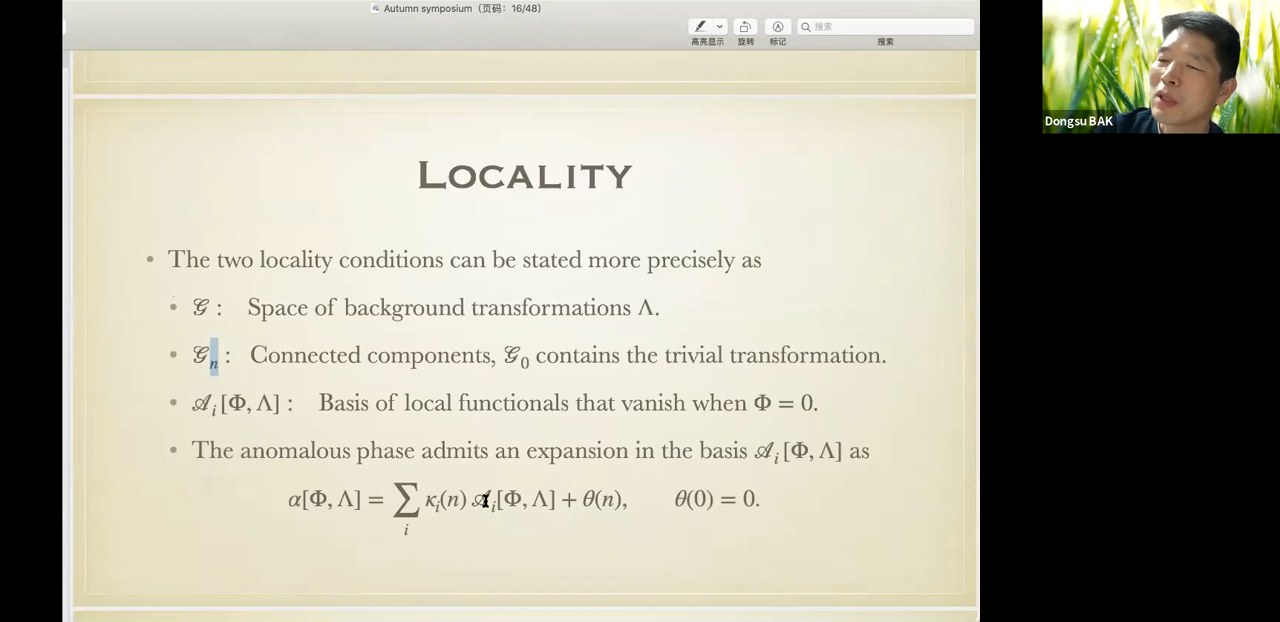 Autumn symposium（页码：16/48）
搜索
高亮显示 旋转 标记 搜索
Dongsu BAK
LOCALITY
• The two locality conditions can be stated more precisely as
• 𝒢 : Space of background transformations Λ.
• 𝒢ₙ : Connected components, 𝒢₀ contains the trivial transformation.
• 𝒜ᵢ [Φ, Λ] : Basis of local functionals that vanish when Φ = 0.
• The anomalous phase admits an expansion in the basis 𝒜ᵢ [Φ, Λ] as
α[Φ, Λ] = ∑ᵢ κᵢ(n) 𝒜ᵢ[Φ, Λ] + θ(n), θ(0) = 0.